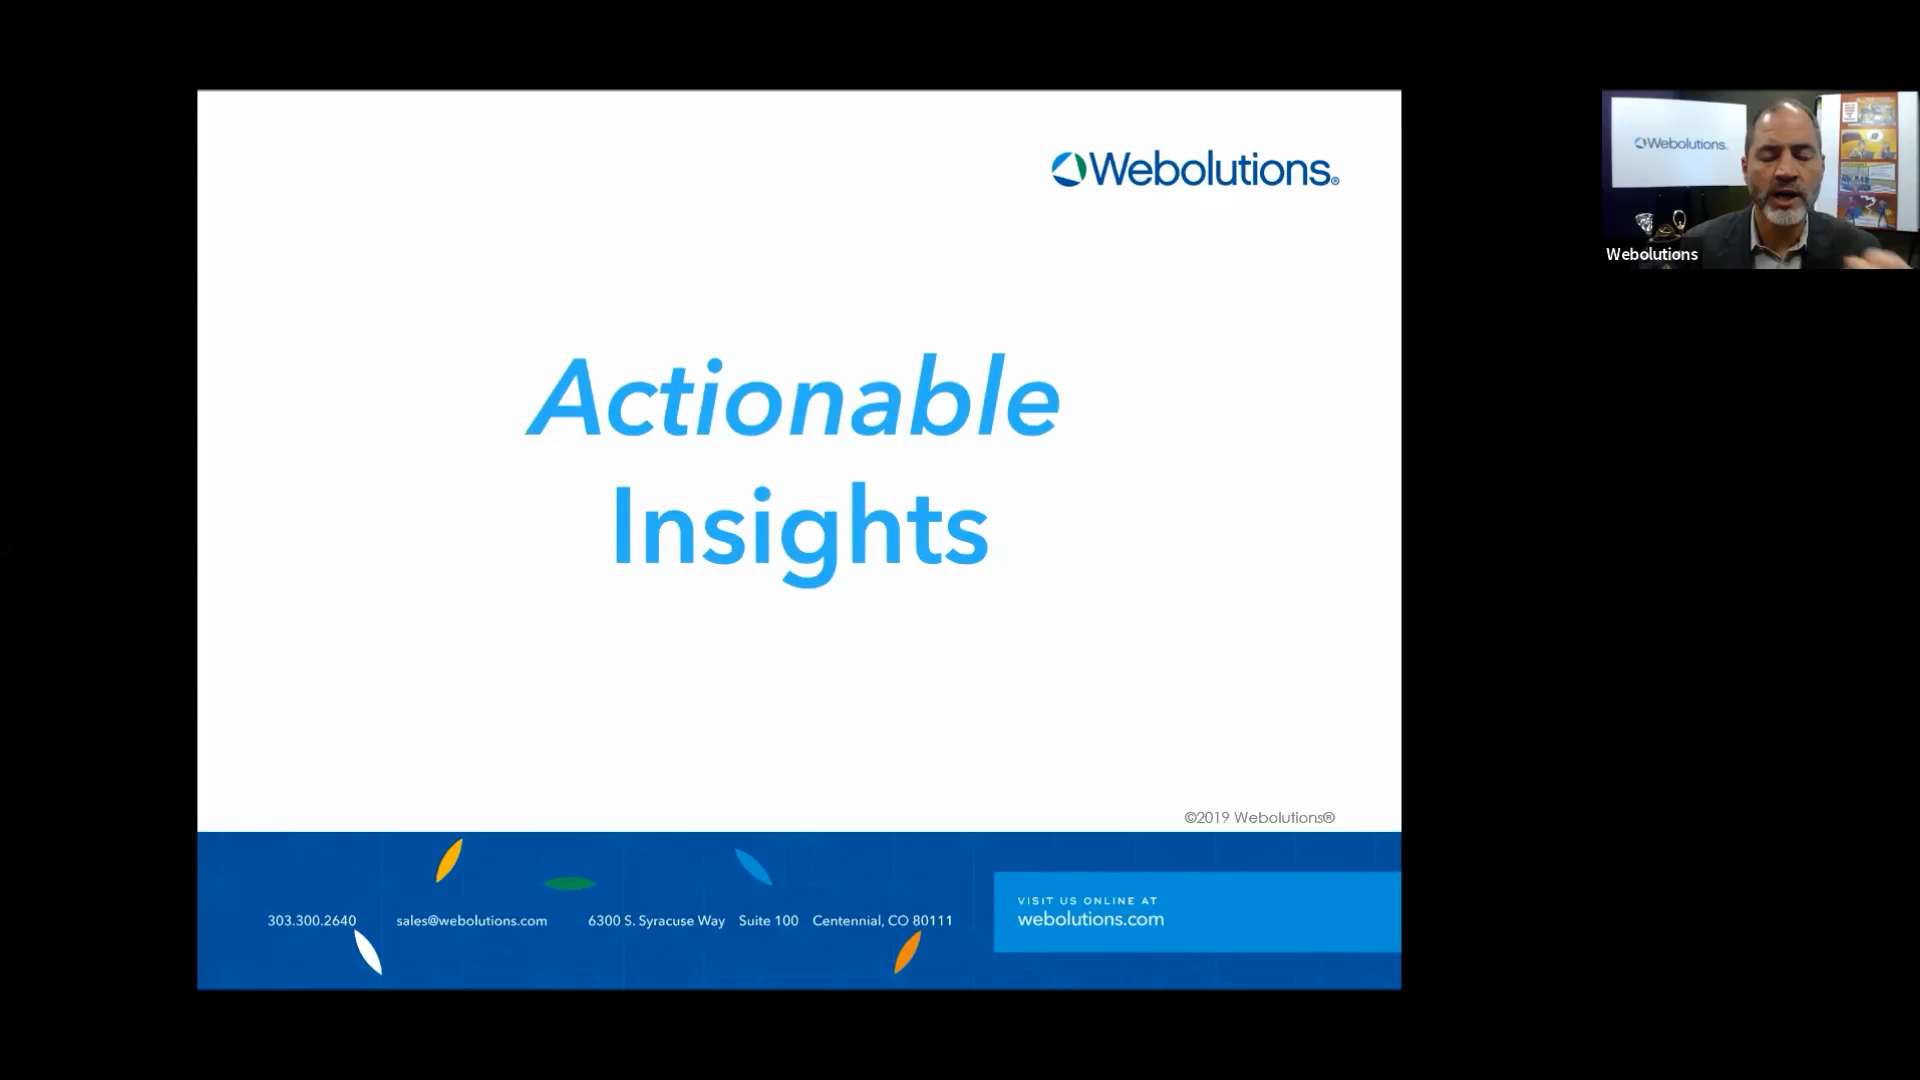 Webolutions®
Actionable
Insights
©2019 Webolutions®
303.300.2640 sales@webolutions.com 6300 S. Syracuse Way Suite 100 Centennial, CO 80111
VISIT US ONLINE AT
webolutions.com
Webolutions.
Webolutions